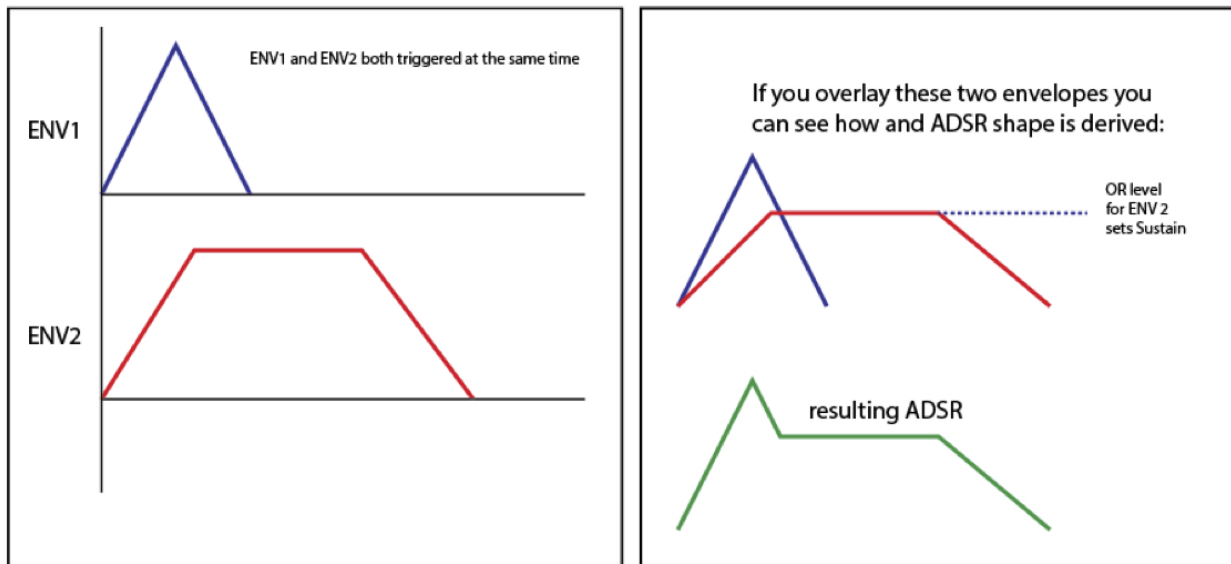 ENV1 and ENV2 both triggered at the same time
ENV1
ENV2
If you overlay these two envelopes you
can see how and ADSR shape is derived:
OR level
for ENV 2
sets Sustain
resulting ADSR